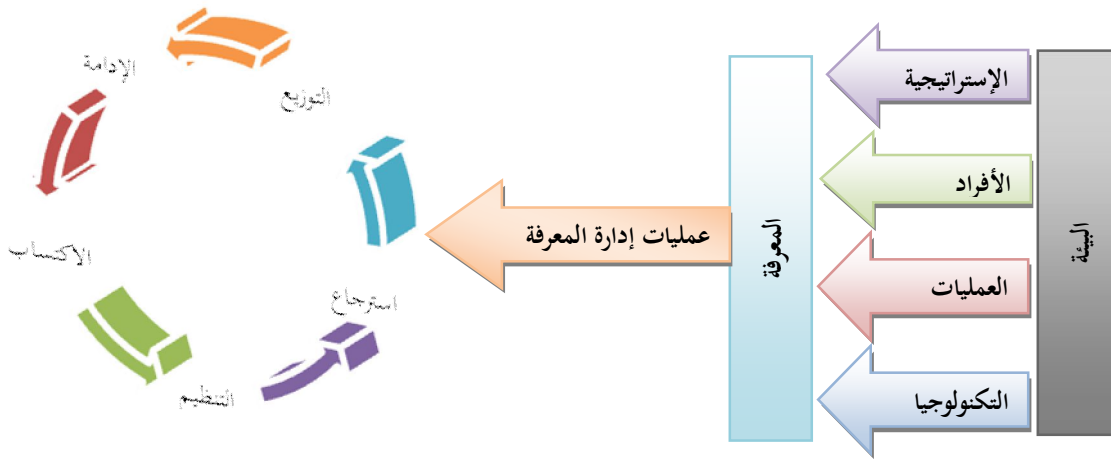 البيئة
الإستراتيجية
الأفراد
العمليات
التكنولوجيا
المعرفة
عمليات إدارة المعرفة
التوزيع
الإدامة
الاكتساب
التنظيم
استرجاع